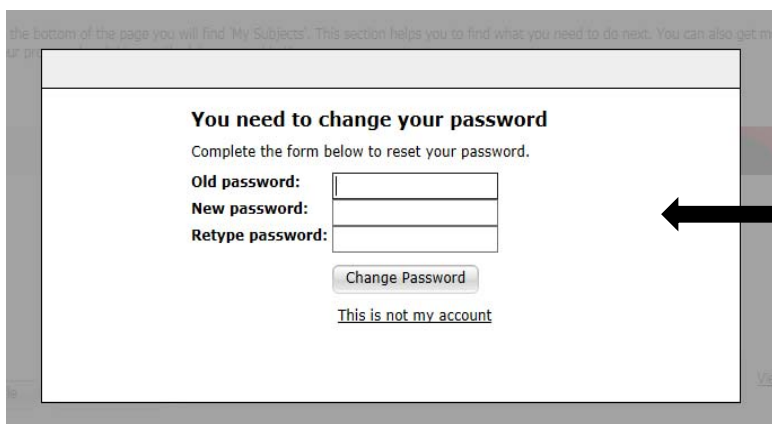 the bottom of the page you will find 'My Subjects'. This section helps you to find what you need to do next. You can also get m
You need to change your password
Complete the form below to reset your password.
Old password:
New password:
Retype password:
Change Password
This is not my account